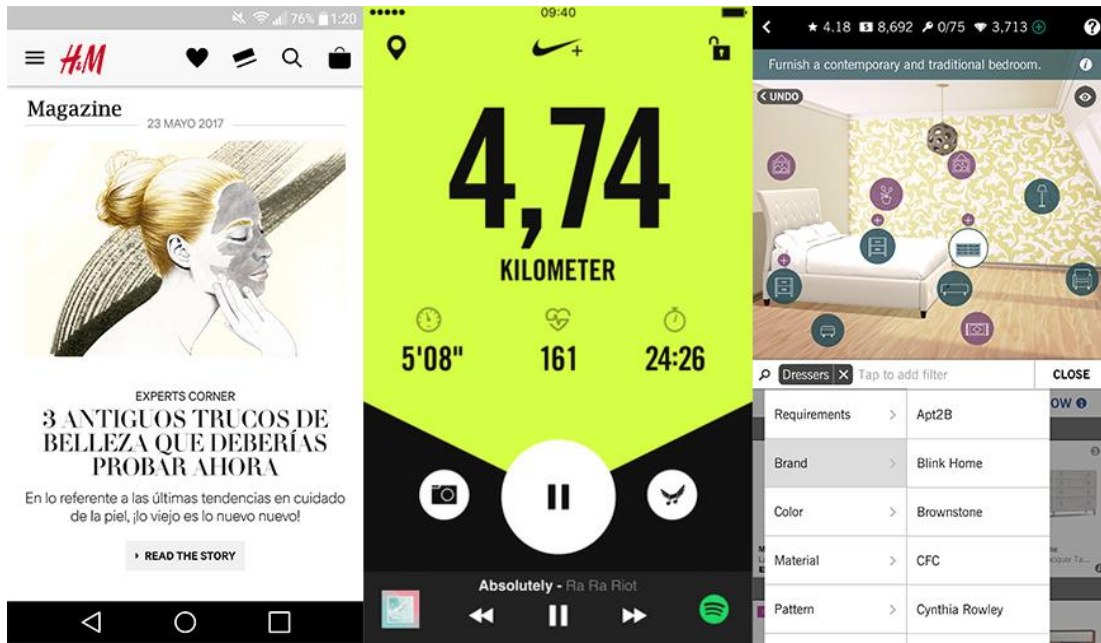 76% 1:20
H&M
Magazine
23 MAYO 2017
EXPERTS CORNER
3 ANTIGUOS TRUCOS DE
BELLEZA QUE DEBERÍAS
PROBAR AHORA
En lo referente a las últimas tendencias en cuidado
de la piel, ¡lo viejo es lo nuevo nuevo!
READ THE STORY
09:40
4,74
KILOMETER
5'08" 161 24:26
Absolutely - Ra Ra Riot
4.18 8,692 0/75 3,713
?
Furnish a contemporary and traditional bedroom.
UNDO
Dressers X Tap to add filter CLOSE
OW
Requirements
Brand
Color
Material
Pattern
Apt2B
Blink Home
Brownstone
CFC
Cynthia Rowley